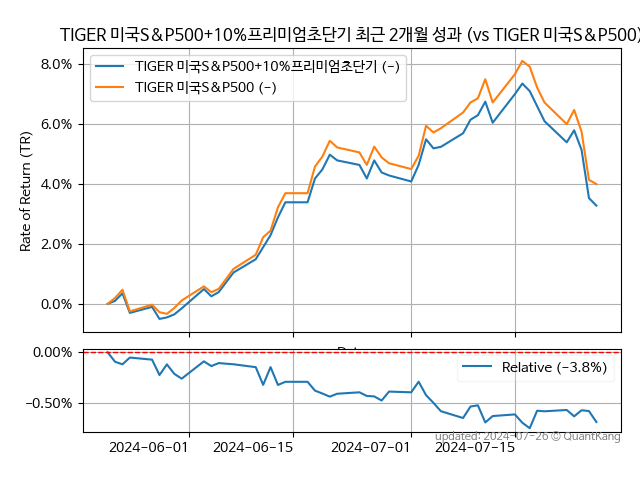 TIGER 미국S&P500+10%프리미엄초단기 최근 2개월 성과 (vs TIGER 미국S&P500)
TIGER 미국S&P500+10%프리미엄초단기 (-)
TIGER 미국S&P500 (-)
Rate of Return (TR)
8.0%
6.0%
4.0%
2.0%
0.0%
0.00%
-0.50%
Relative (-3.8%)
updated: 2024-07-26 © QuantKang
2024-06-01
2024-06-15
2024-07-01
2024-07-15